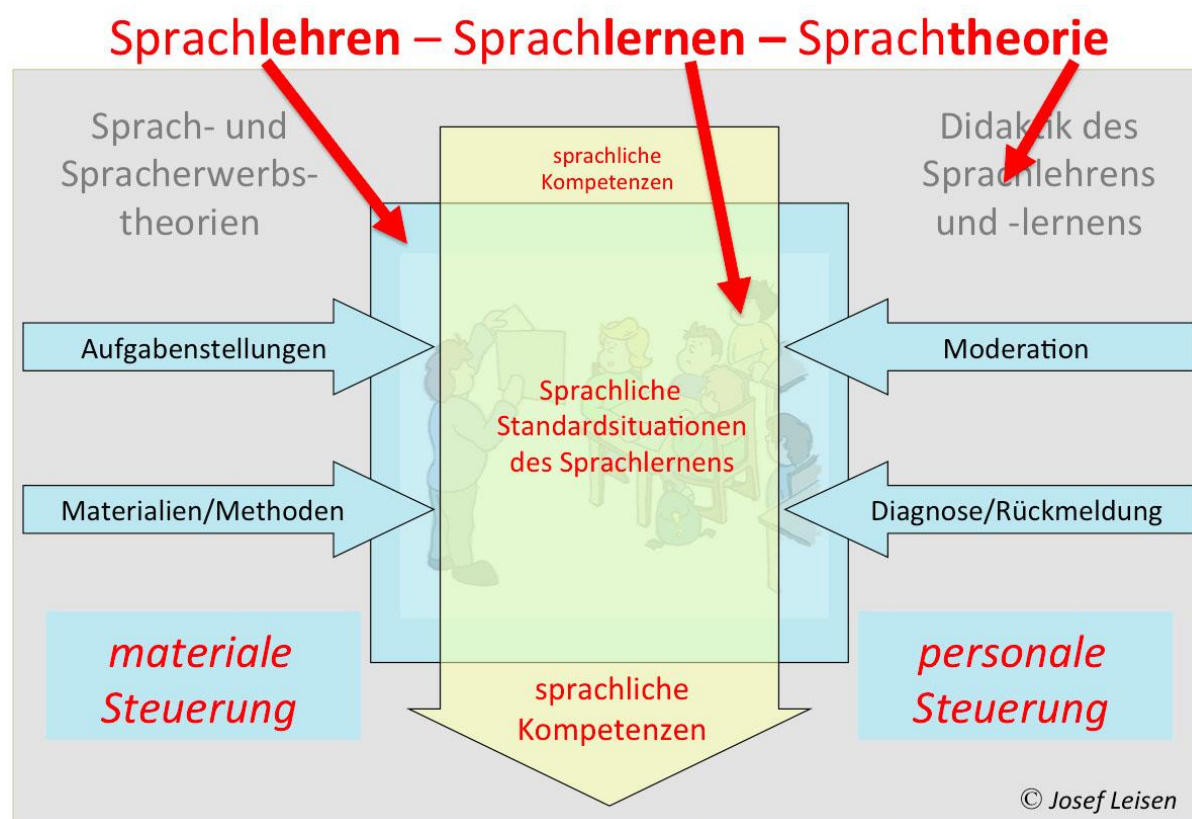 Sprachlehren – Sprachlernen – Sprachtheorie
Sprach- und
Spracherwerbs-
theorien
sprachliche
Kompetenzen
Didaktik des
Sprachlehrens
und -lernens
Aufgabenstellungen
Moderation
Sprachliche
Standardsituationen
des Sprachlernens
Materialien/Methoden
Diagnose/Rückmeldung
materiale
Steuerung
sprachliche
Kompetenzen
personale
Steuerung
© Josef Leisen